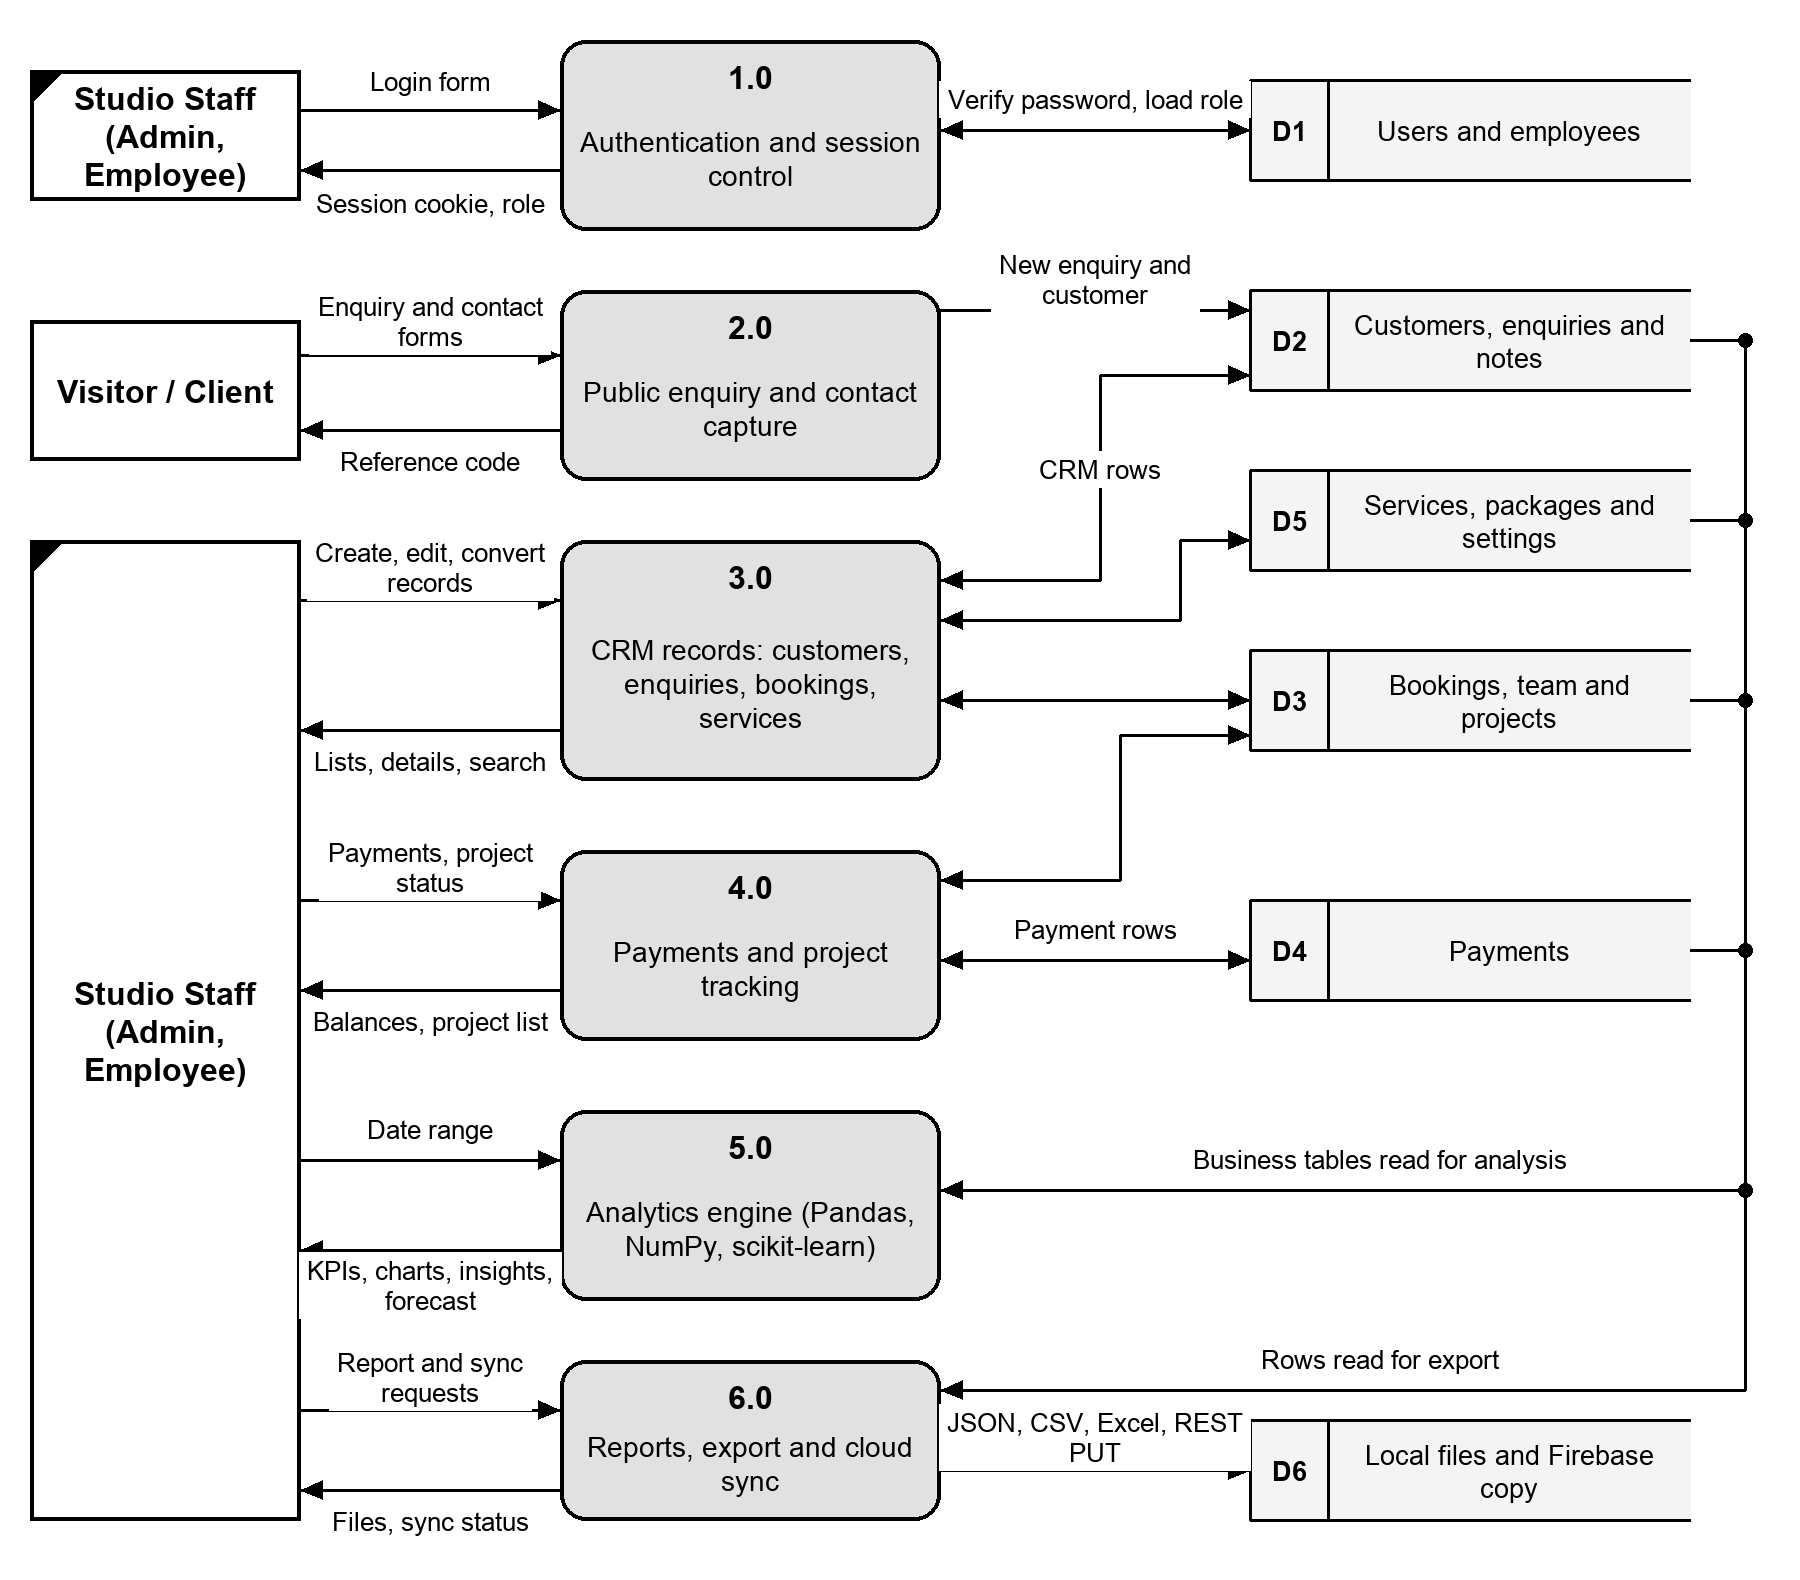 Studio Staff
(Admin,
Employee)
Login form
Session cookie, role
1.0
Authentication and session
control
Verify password, load role
D1
Users and employees
Visitor / Client
Enquiry and contact
forms
Reference code
2.0
Public enquiry and contact
capture
New enquiry and
customer
D2
Customers, enquiries and
notes
CRM rows
D5
Services, packages and
settings
Studio Staff
(Admin,
Employee)
Create, edit, convert
records
Lists, details, search
3.0
CRM records: customers,
enquiries, bookings,
services
D3
Bookings, team and
projects
Payments, project
status
Balances, project list
4.0
Payments and project
tracking
Payment rows
D4
Payments
Date range
KPIs, charts, insights,
forecast
5.0
Analytics engine (Pandas,
NumPy, scikit-learn)
Business tables read for analysis
Report and sync
requests
Files, sync status
6.0
Reports, export and cloud
sync
Rows read for export
JSON, CSV, Excel, REST
PUT
D6
Local files and Firebase
copy